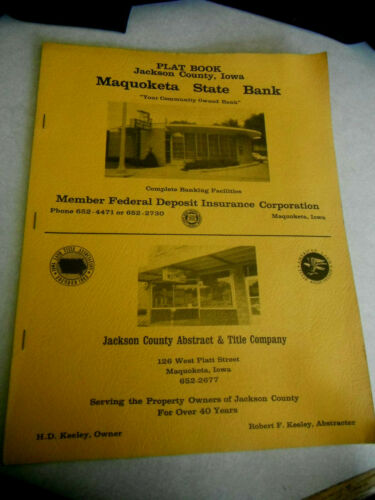 PLAT BOOK
Jackson County, Iowa
Maquoketa State Bank
"Your Community Owned Bank"
Complete Banking Facilities
Member Federal Deposit Insurance Corporation
Phone 652-4471 or 652-2730
Maquoketa, Iowa
Jackson County Abstract & Title Company
126 West Platt Street
Maquoketa, Iowa
652-2677
Serving the Property Owners of Jackson County
For Over 40 Years
H.D. Keeley, Owner
Robert F. Keeley, Abstracter